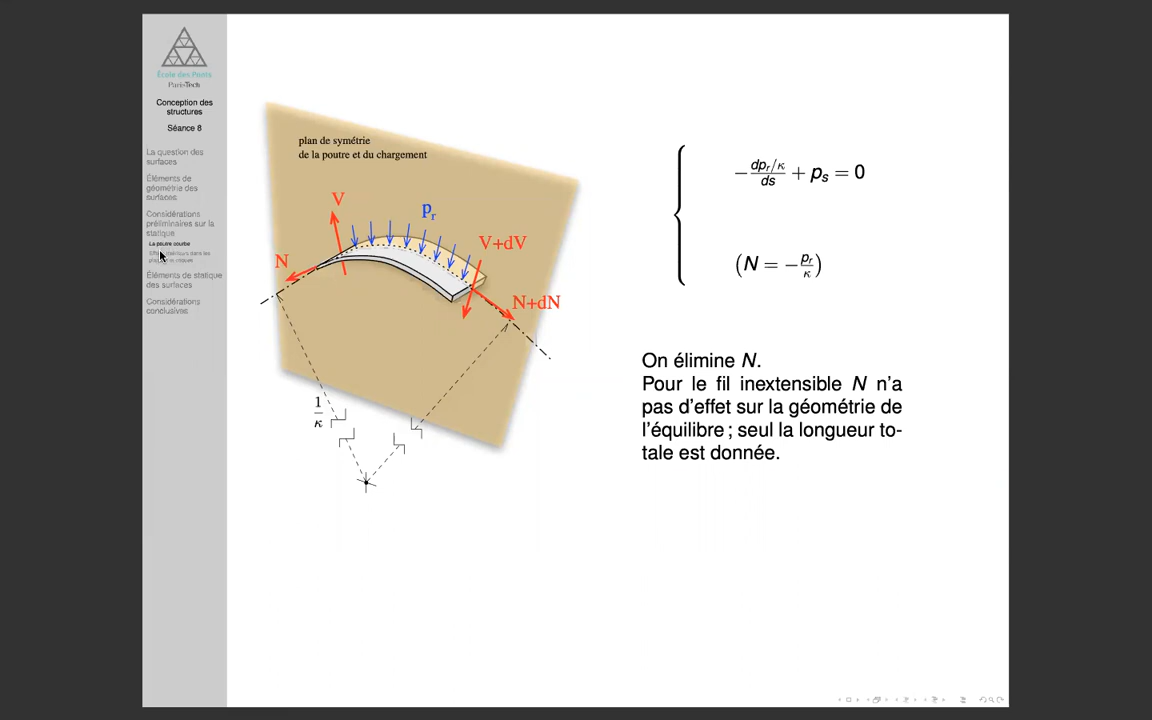 École des Ponts
ParisTech
Conception des
structures
Séance 8
La question des
surfaces
Éléments de
géométrie des
surfaces
Considérations
préliminaires sur la
statique
La poutre courbe
Éléments de statique
des surfaces
Considérations
conclusives
plan de symétrie
de la poutre et du chargement
V
p_r
V+dV
N
N+dN
1/κ
−dp_r/κ/ds + p_s = 0
(N = −p_r/κ)
On élimine N.
Pour le fil inextensible N n’a
pas d’effet sur la géométrie de
l’équilibre ; seul la longueur to-
tale est donnée.